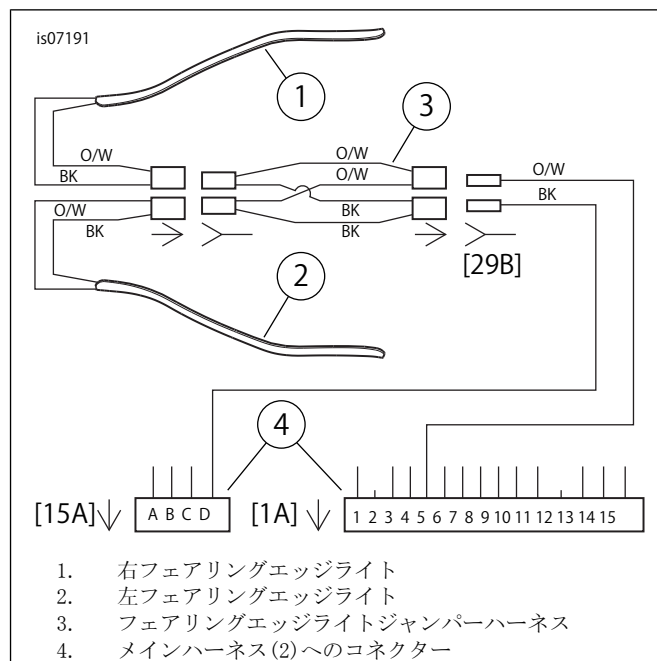 is07191
1
3
O/W
O/W
O/W
O/W
BK
BK
O/W
BK
BK
BK
[29B]
2
4
[15A] A B C D
[1A] 1 2 3 4 5 6 7 8 9 10 11 12 13 14 15
1. 右フェアリングエッジライト
2. 左フェアリングエッジライト
3. フェアリングエッジライトジャンパーハーネス
4. メインハーネス(2)へのコネクター